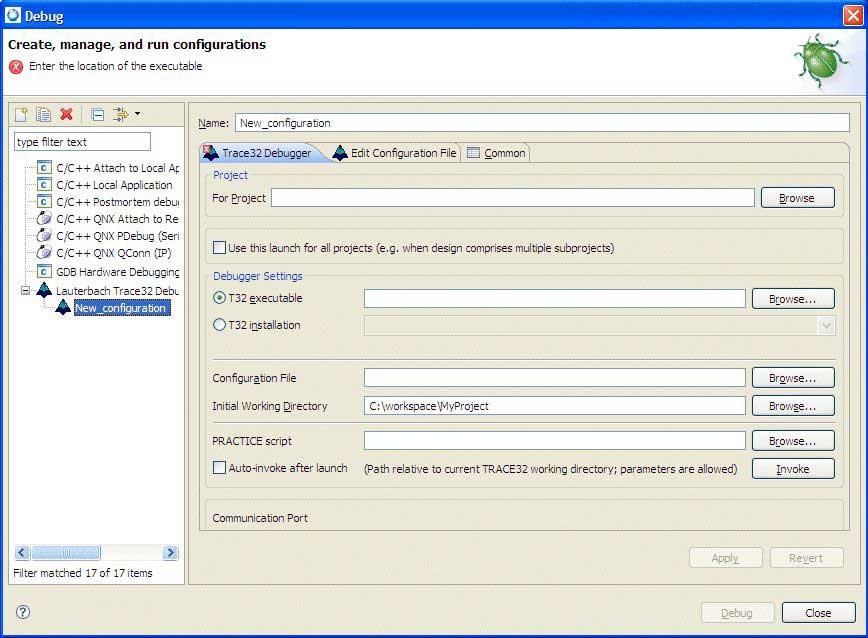 Debug
Create, manage, and run configurations
Enter the location of the executable
type filter text
C/C++ Attach to Local Ap
C/C++ Local Application
C/C++ Postmortem debu
C/C++ QNX Attach to Re
C/C++ QNX PDebug (Seri
C/C++ QNX QConn (IP)
GDB Hardware Debugging
Lauterbach Trace32 Debu
New_configuration
Filter matched 17 of 17 items
Name: New_configuration
Trace32 Debugger Edit Configuration File Common
Project
For Project Browse
Use this launch for all projects (e.g. when design comprises multiple subprojects)
Debugger Settings
T32 executable Browse...
T32 installation
Configuration File Browse...
Initial Working Directory C:\workspace\MyProject Browse...
PRACTICE script Browse...
Auto-invoke after launch (Path relative to current TRACE32 working directory; parameters are allowed) Invoke
Communication Port
Apply Revert
Debug Close